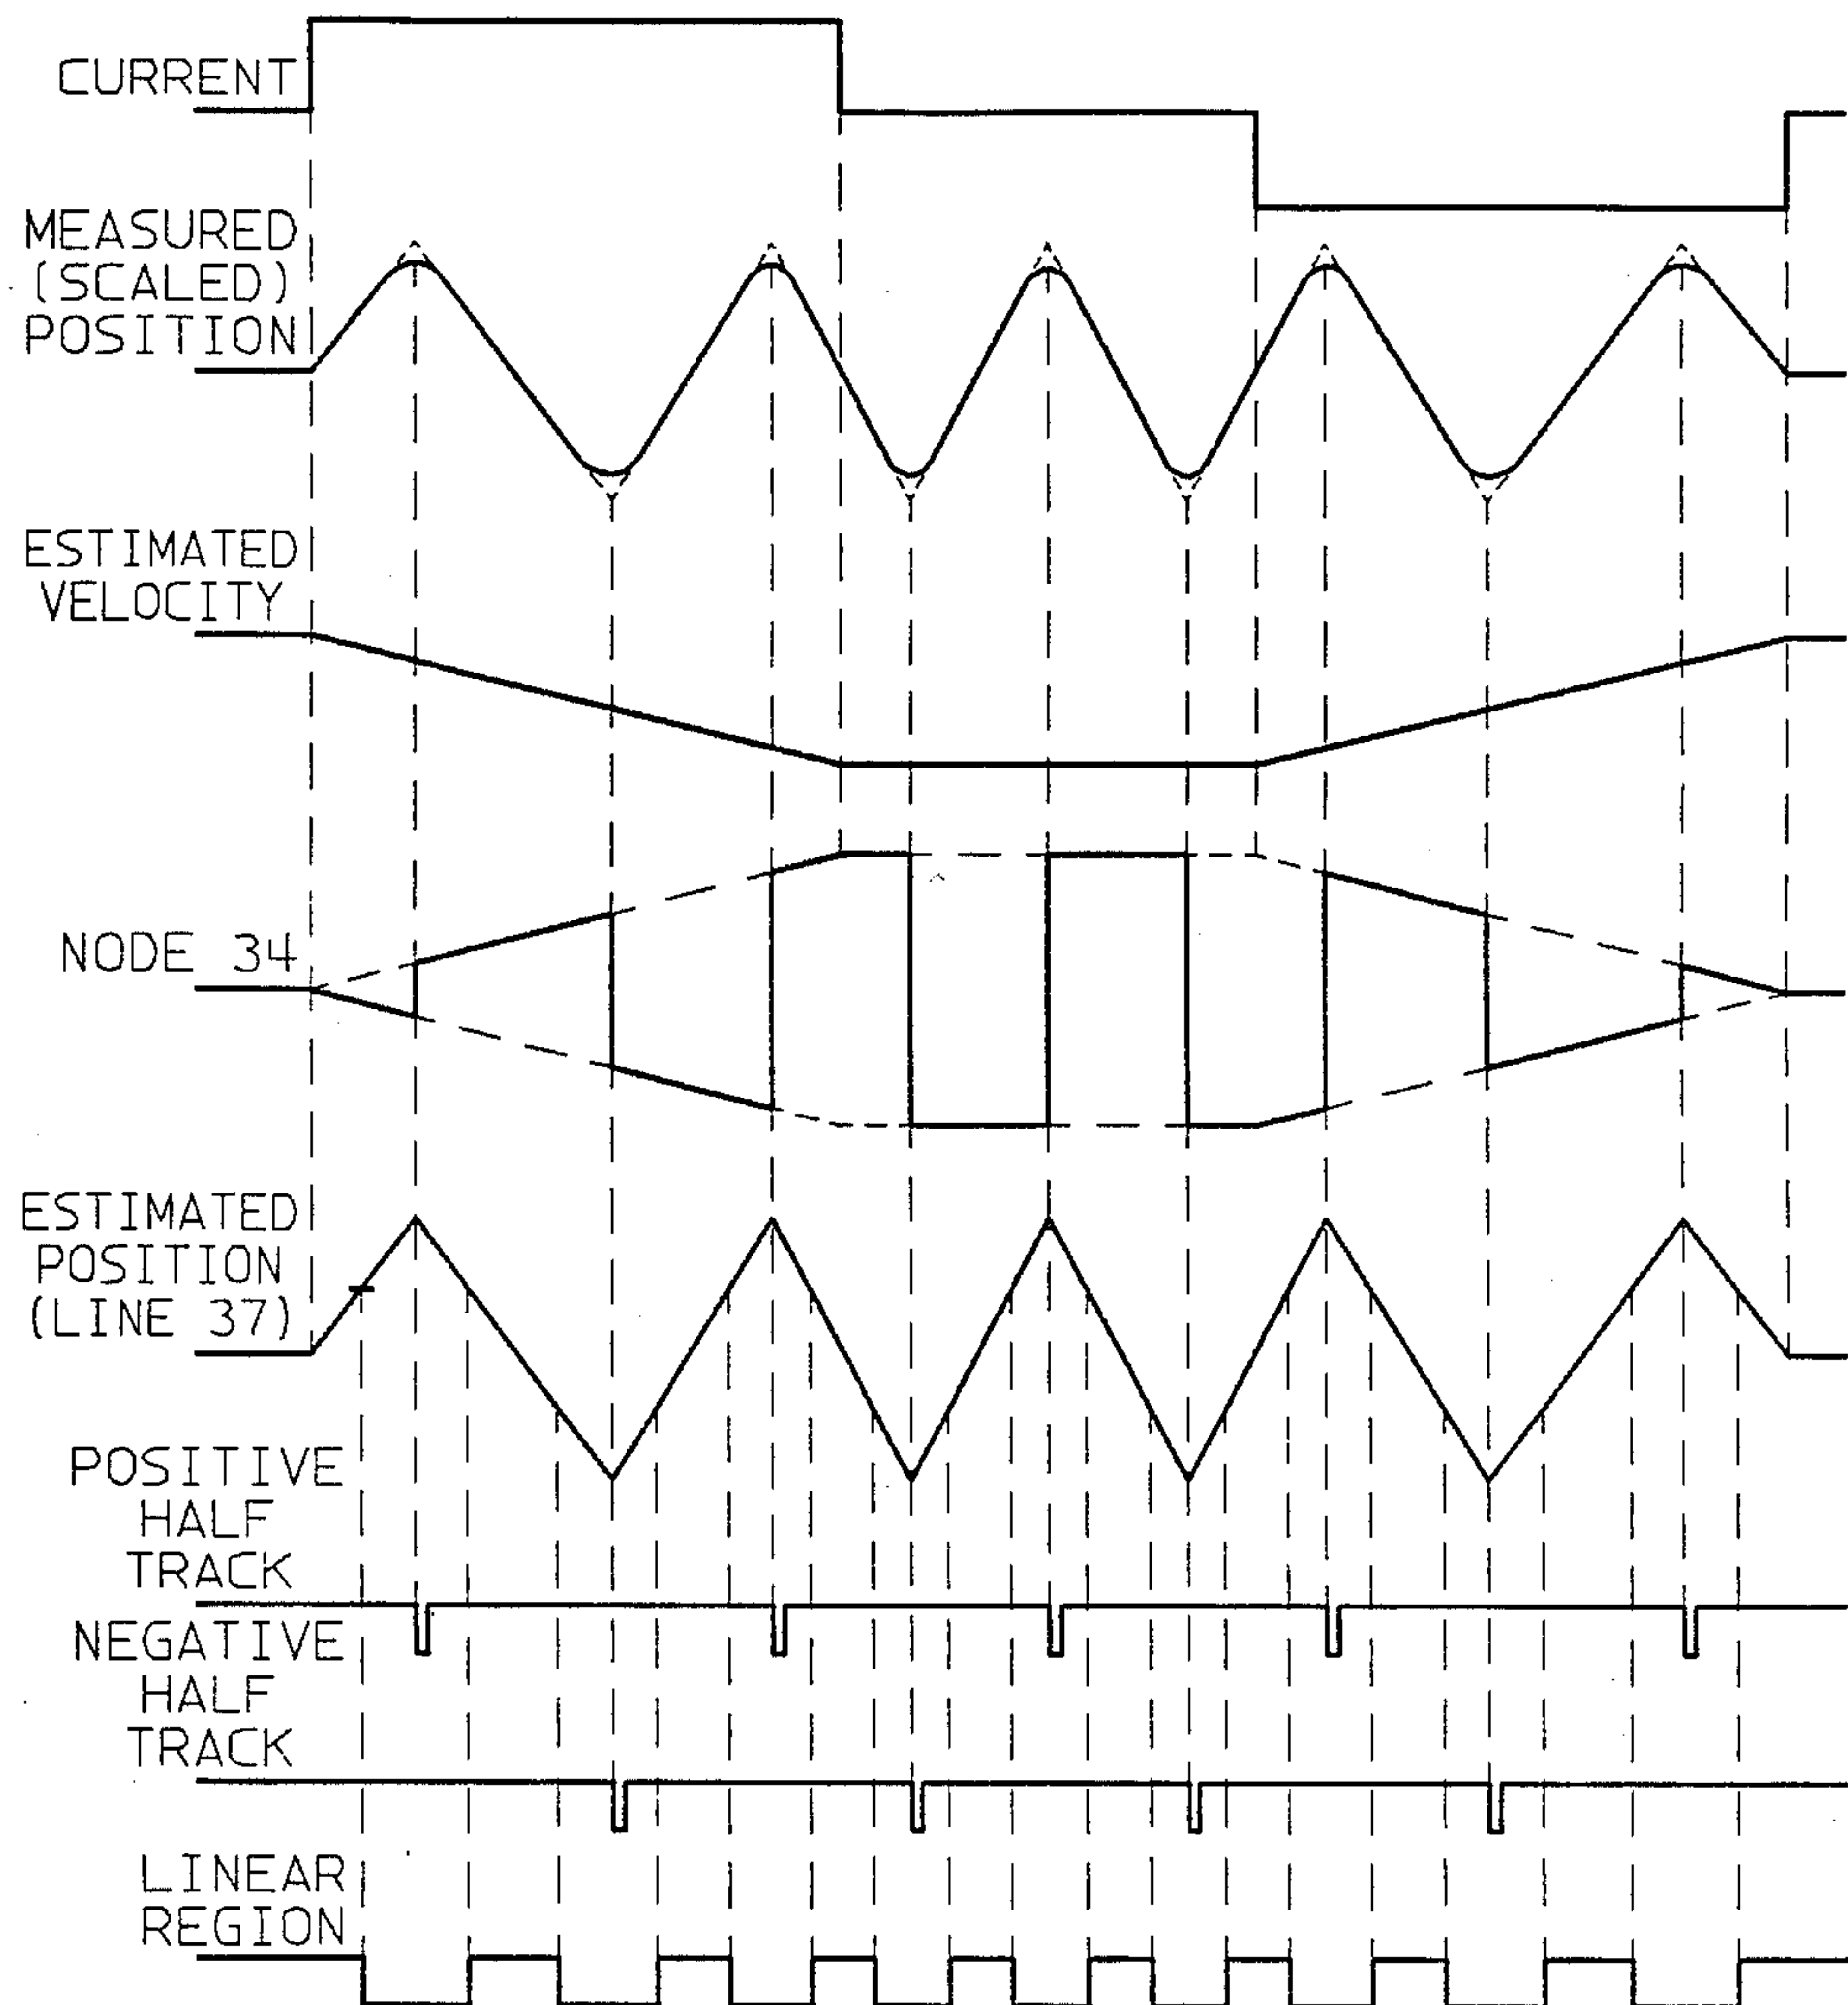 CURRENT
MEASURED
(SCALED)
POSITION
ESTIMATED
VELOCITY
NODE 34
ESTIMATED
POSITION
(LINE 37)
POSITIVE
HALF
TRACK
NEGATIVE
HALF
TRACK
LINEAR
REGION